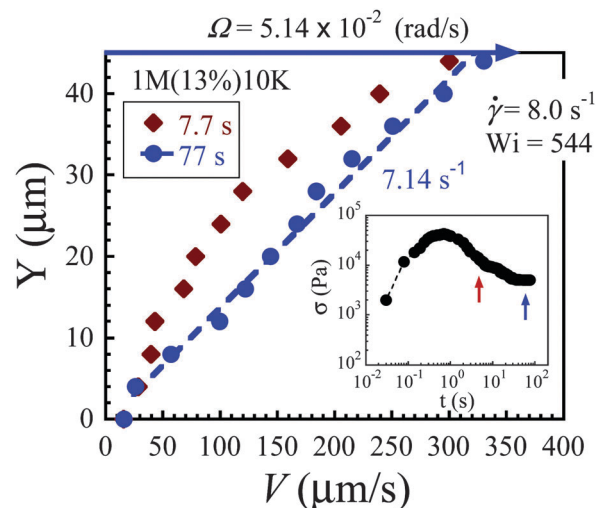 Ω = 5.14 x 10⁻² (rad/s)
1M(13%)10K
7.7 s
77 s
γ̇ = 8.0 s⁻¹
Wi = 544
7.14 s⁻¹
Y (μm)
40
30
20
10
0
0 50 100 150 200 250 300 350 400
V (μm/s)
σ (Pa)
10⁵
10⁴
10³
10²
10⁻² 10⁻¹ 10⁰ 10¹ 10²
t (s)